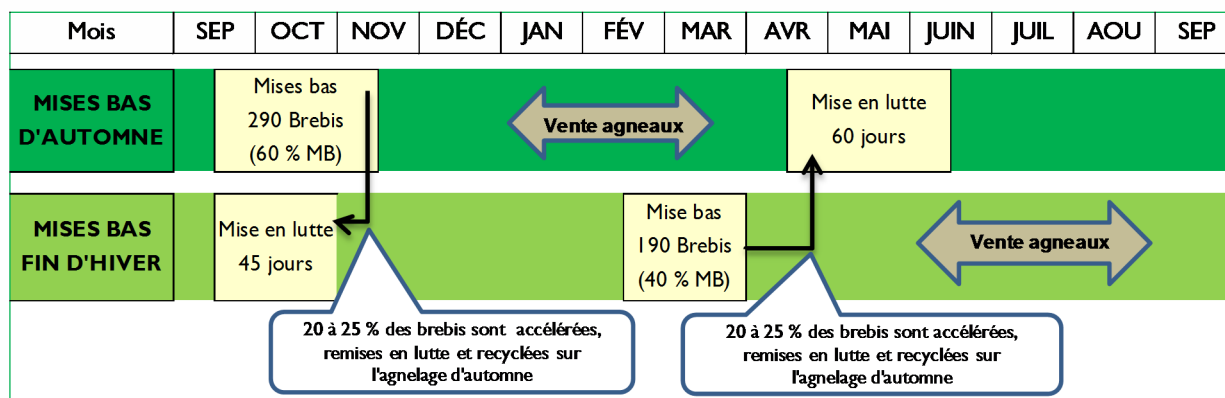 Mois SEP OCT NOV DÉC JAN FÉV MAR AVR MAI JUIN JUIL AOU SEP
MISES BAS
D'AUTOMNE
Mises bas
290 Brebis
(60 % MB)
Vente agneaux
Mise en lutte
60 jours
MISES BAS
FIN D'HIVER
Mise en lutte
45 jours
Mise bas
190 Brebis
(40 % MB)
Vente agneaux
20 à 25 % des brebis sont accélérées,
remises en lutte et recyclées sur
l'agnelage d'automne
20 à 25 % des brebis sont accélérées,
remises en lutte et recyclées sur
l'agnelage d'automne